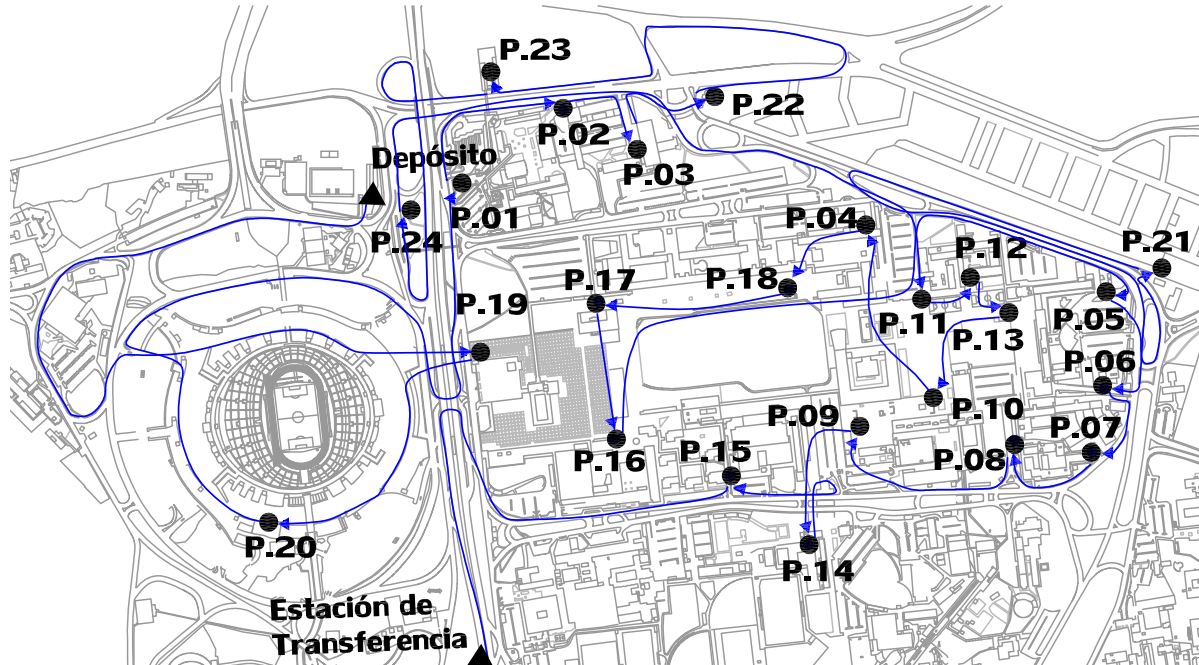 P.23
P.22
P.02
Depósito
P.03
P.01
P.04
P.24
P.21
P.12
P.17
P.18
P.19
P.11
P.05
P.13
P.06
P.10
P.09
P.07
P.16
P.15
P.08
P.20
P.14
Estación de
Transferencia